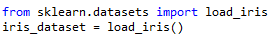 from sklearn.datasets import load_iris
iris_dataset = load_iris()